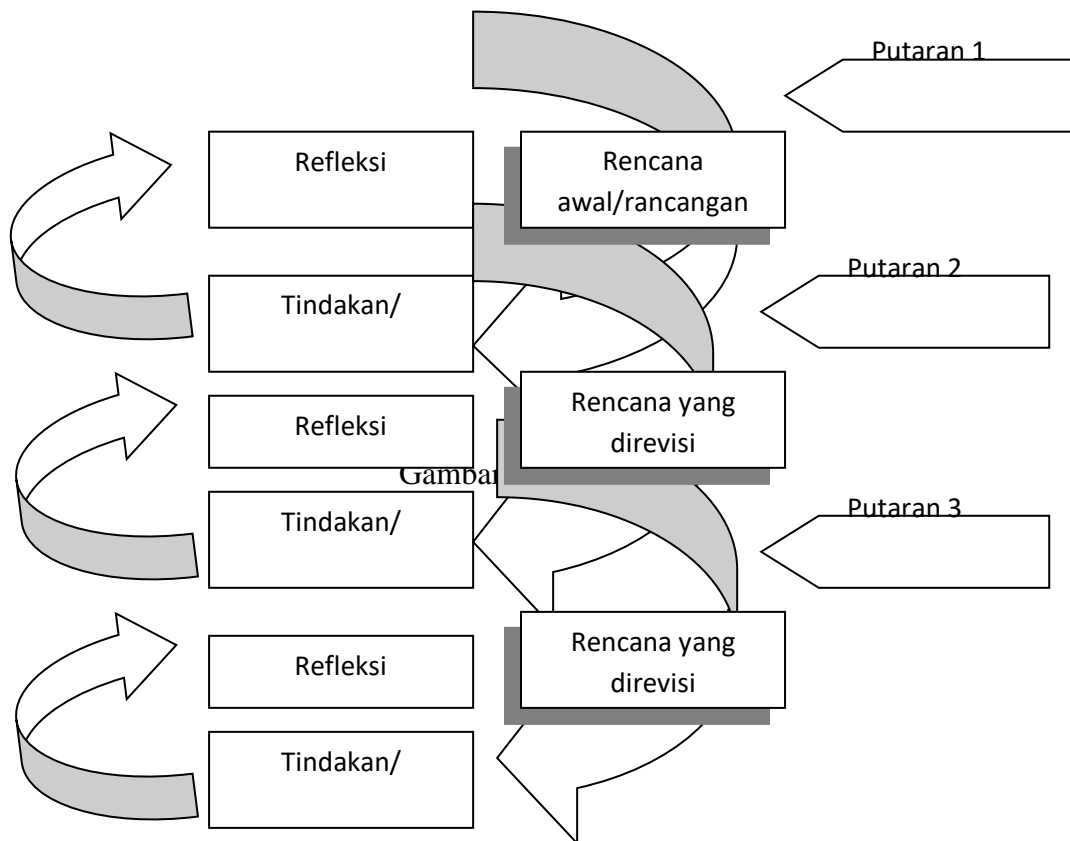 Putaran 1
Refleksi
Rencana
awal/rancangan
Putaran 2
Tindakan/
Refleksi
Rencana yang
direvisi
Gambar
Putaran 3
Tindakan/
Rencana yang
direvisi
Refleksi
Tindakan/